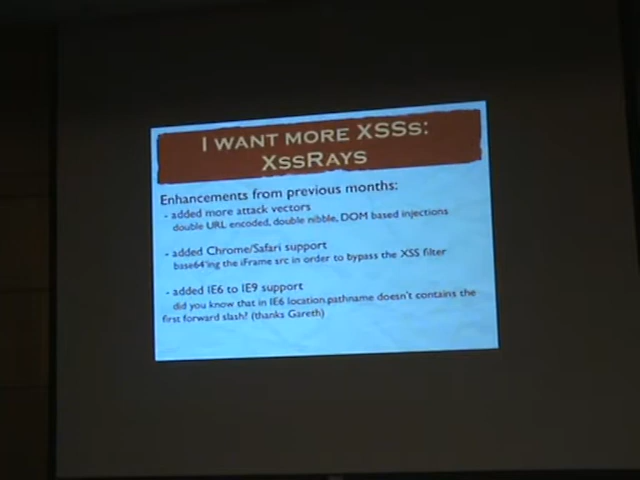 I WANT MORE XSSS:
XSSRAYS
Enhancements from previous months:
- added more attack vectors
double URL encoded, double nibble, DOM based injections
- added Chrome/Safari support
base64'ing the iFrame src in order to bypass the XSS filter
- added IE6 to IE9 support
did you know that in IE6 location.pathname doesn't contains the
first forward slash? (thanks Gareth)